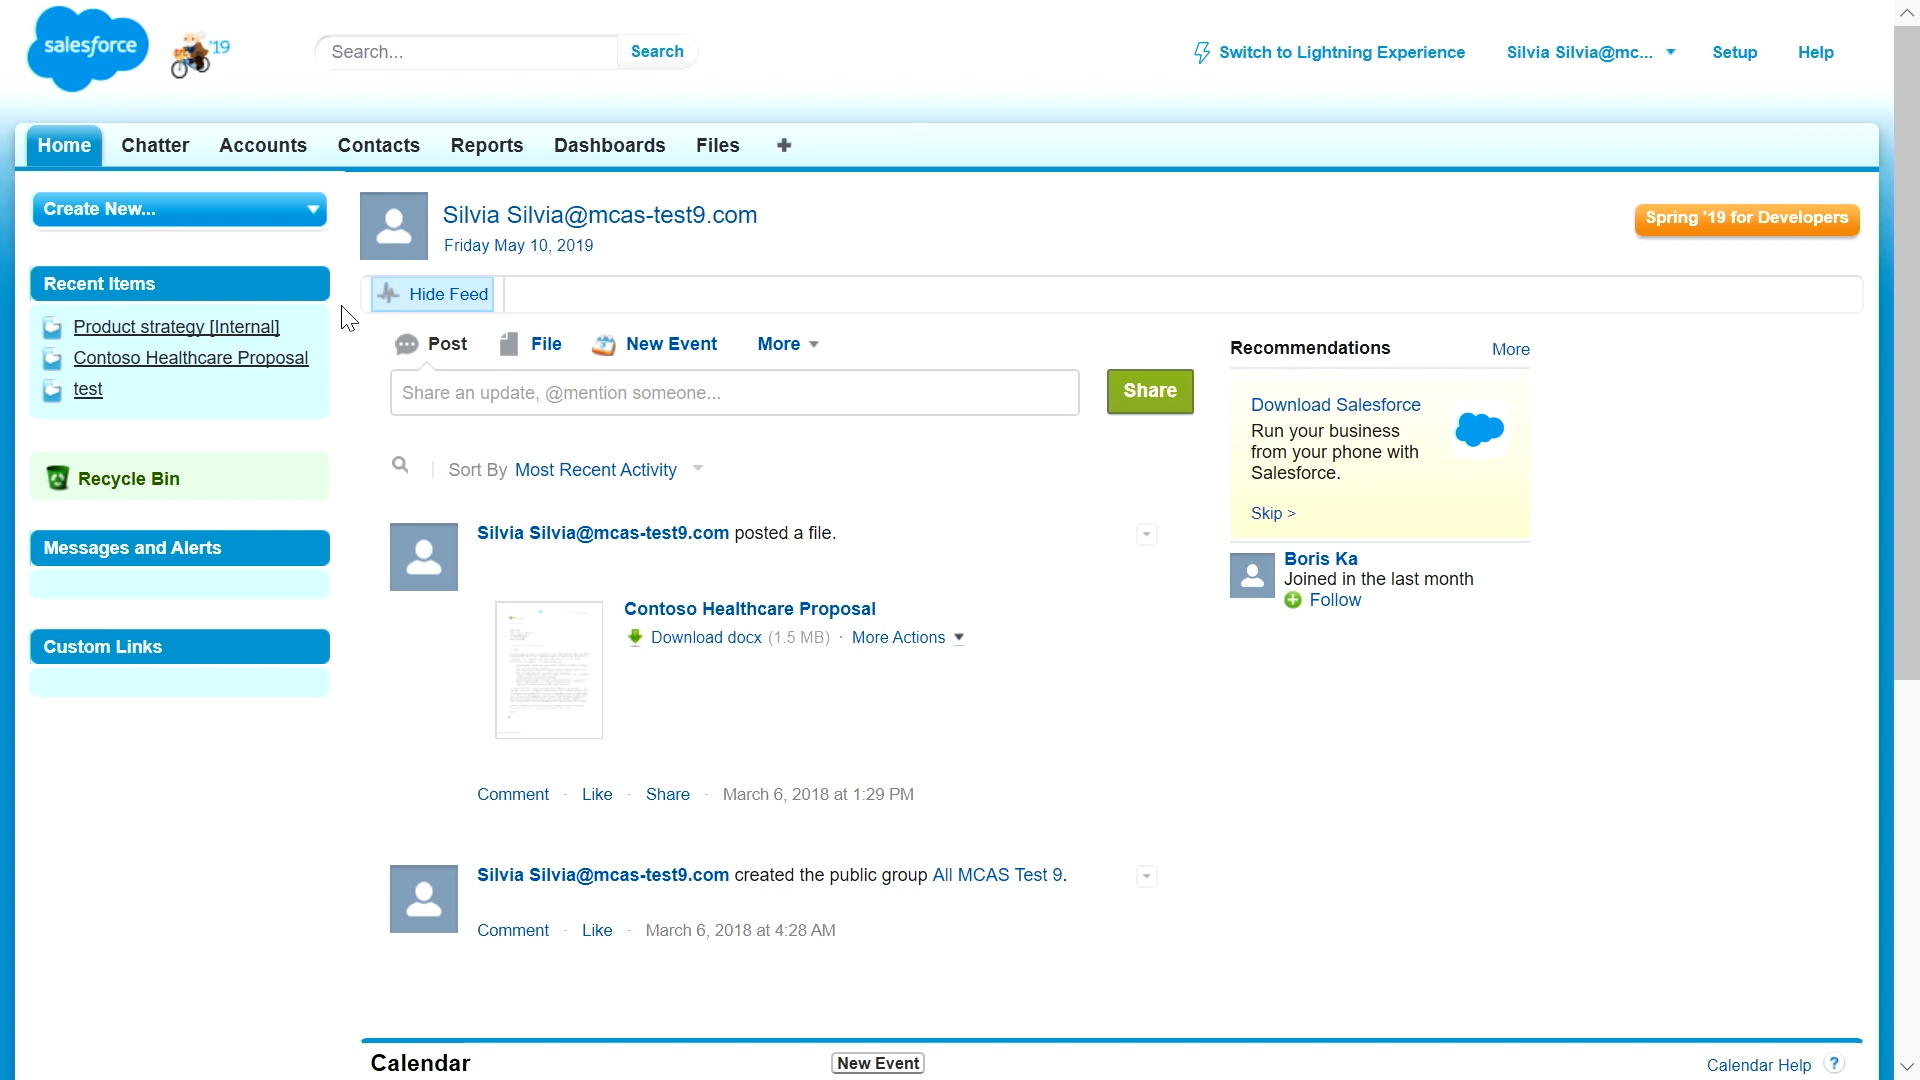 salesforce
'19
Search...
Search
Switch to Lightning Experience
Silvia Silvia@mc...
Setup
Help
Home
Chatter
Accounts
Contacts
Reports
Dashboards
Files
Create New...
Silvia Silvia@mcas-test9.com
Friday May 10, 2019
Spring '19 for Developers
Recent Items
Product strategy [Internal]
Contoso Healthcare Proposal
test
Recycle Bin
Messages and Alerts
Custom Links
Hide Feed
Post
File
New Event
More
Share an update, @mention someone...
Share
Sort By Most Recent Activity
Silvia Silvia@mcas-test9.com posted a file.
Contoso Healthcare Proposal
Download docx (1.5 MB) · More Actions
Comment · Like · Share · March 6, 2018 at 1:29 PM
Silvia Silvia@mcas-test9.com created the public group All MCAS Test 9.
Comment · Like · March 6, 2018 at 4:28 AM
Recommendations
More
Download Salesforce
Run your business
from your phone with
Salesforce.
Skip >
Boris Ka
Joined in the last month
Follow
Calendar
New Event
Calendar Help ?